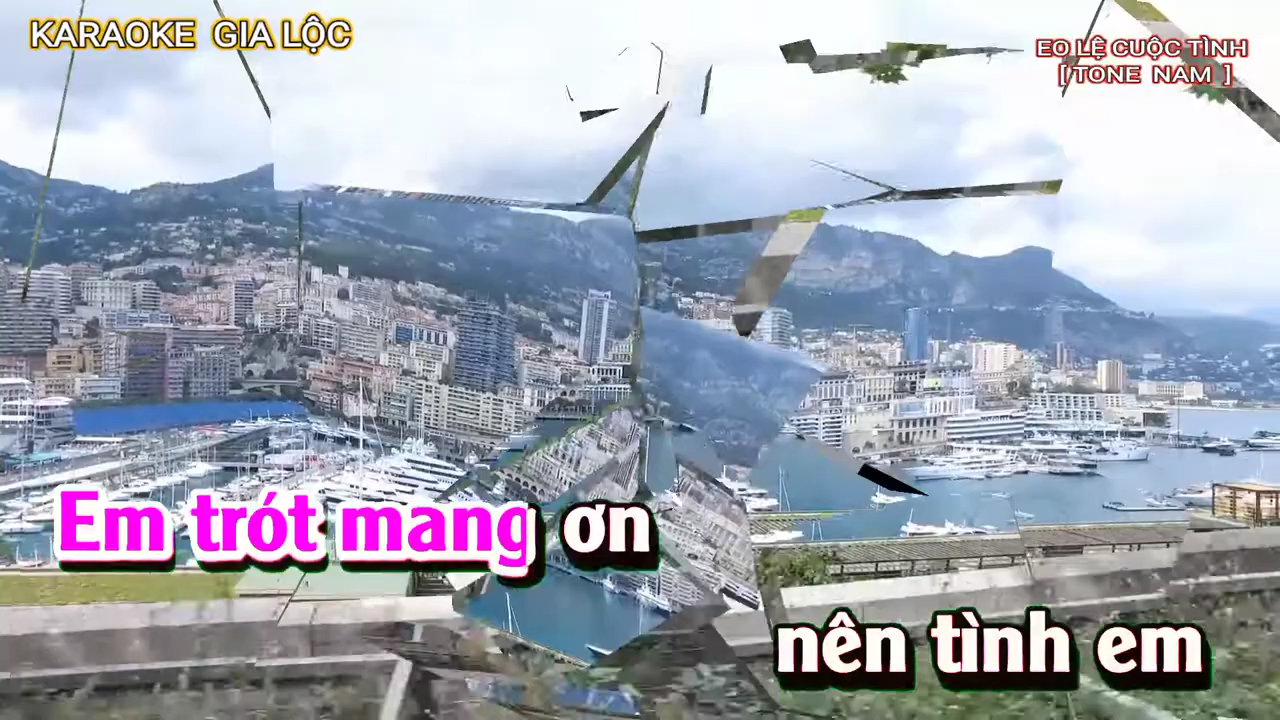 KARAOKE GIA LỘC
EO LỆ CUỘC TÌNH
[ TONE NAM ]
Em trót mang ơn
nên tình em